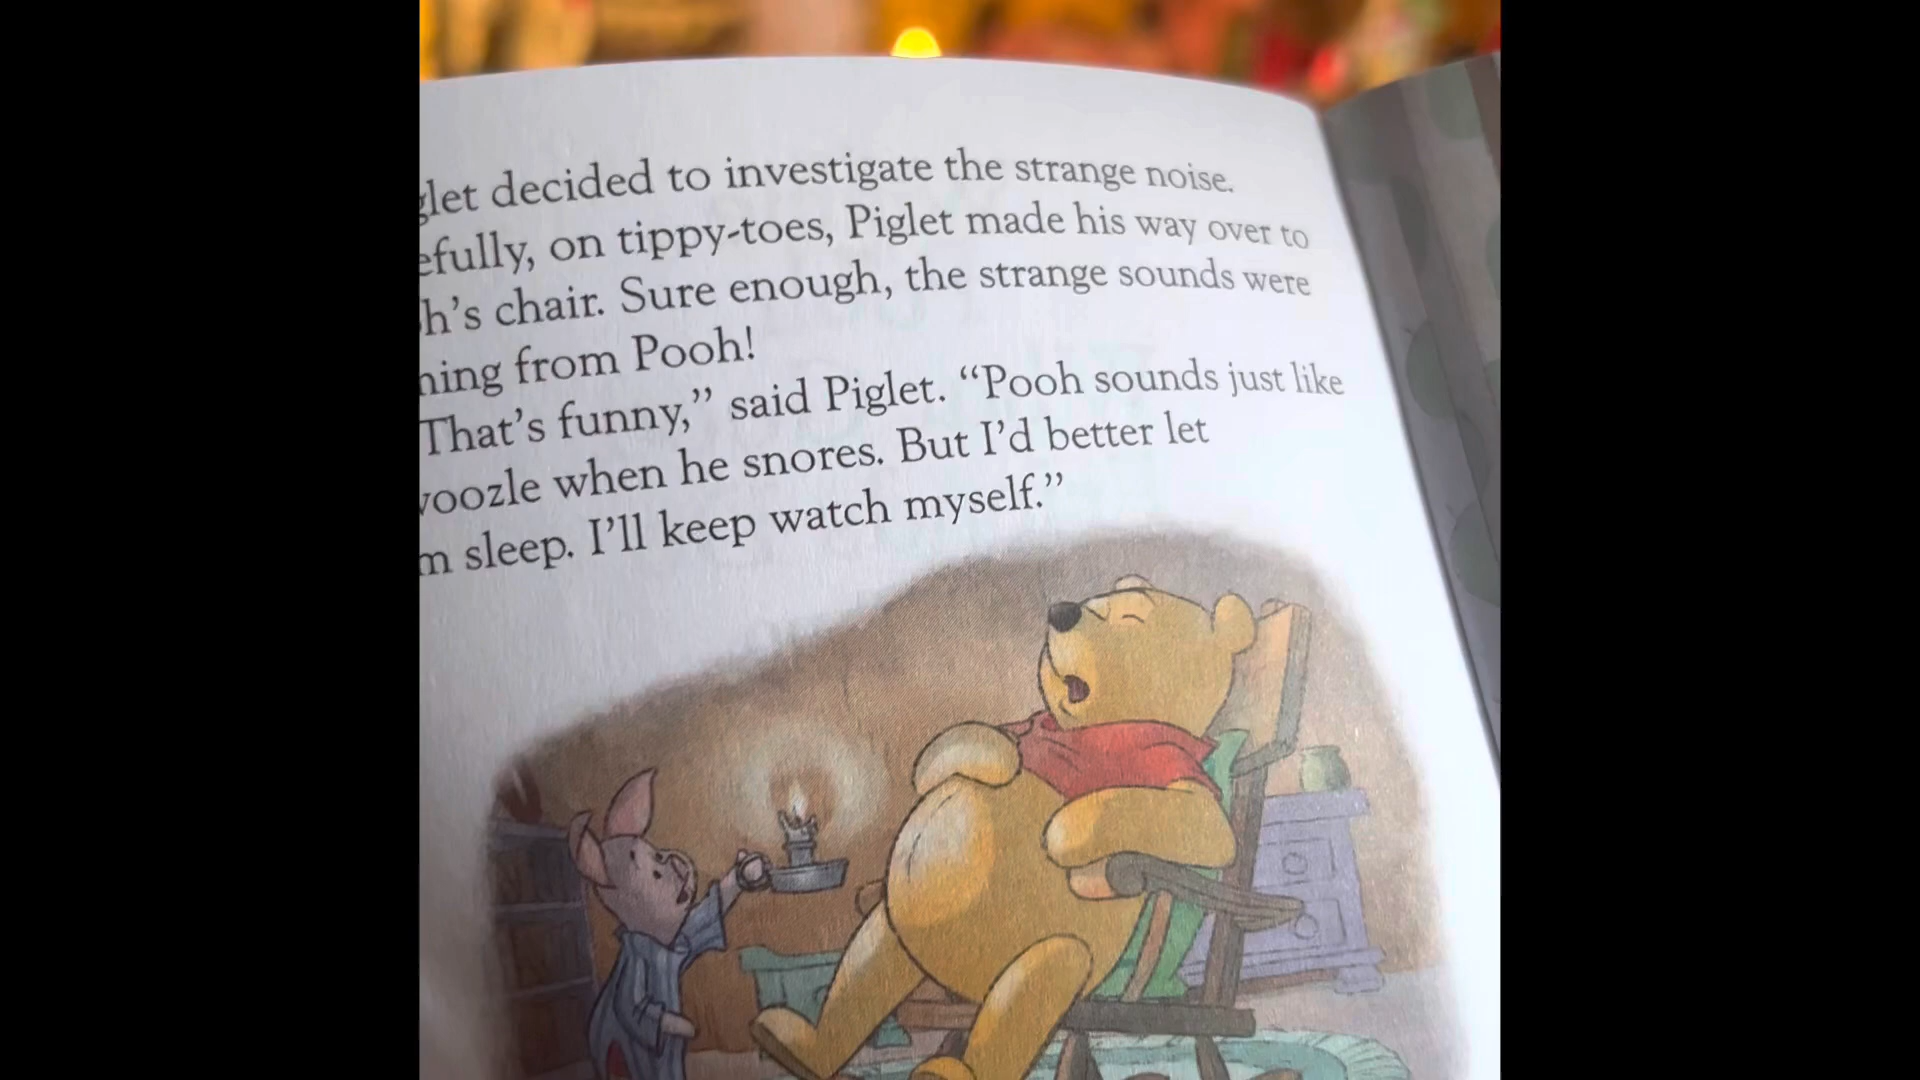 glet decided to investigate the strange noise.
efully, on tippy-toes, Piglet made his way over to
h's chair. Sure enough, the strange sounds were
ming from Pooh!
That's funny,” said Piglet. “Pooh sounds just like
woozle when he snores. But I'd better let
m sleep. I'll keep watch myself.”